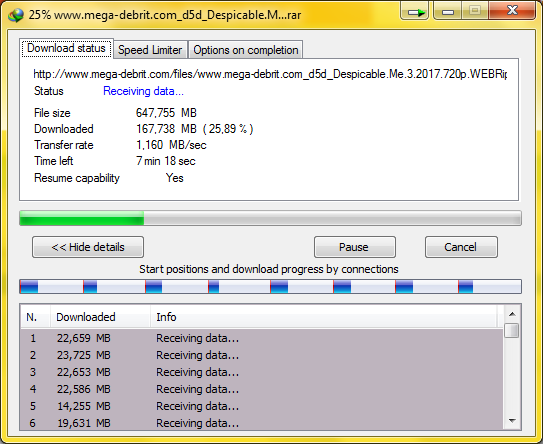 25% www.mega-debrit.com_d5d_Despicable.M...rar
Download status Speed Limiter Options on completion
http://www.mega-debrit.com/files/www.mega-debrit.com_d5d_Despicable.Me.3.2017.720p.WEBRip
Status Receiving data...
File size 647,755 MB
Downloaded 167,738 MB ( 25,89 % )
Transfer rate 1,160 MB/sec
Time left 7 min 18 sec
Resume capability Yes
<< Hide details Pause Cancel
Start positions and download progress by connections
N. Downloaded Info
1 22,659 MB Receiving data...
2 23,725 MB Receiving data...
3 22,653 MB Receiving data...
4 22,586 MB Receiving data...
5 14,255 MB Receiving data...
6 19,631 MB Receiving data...